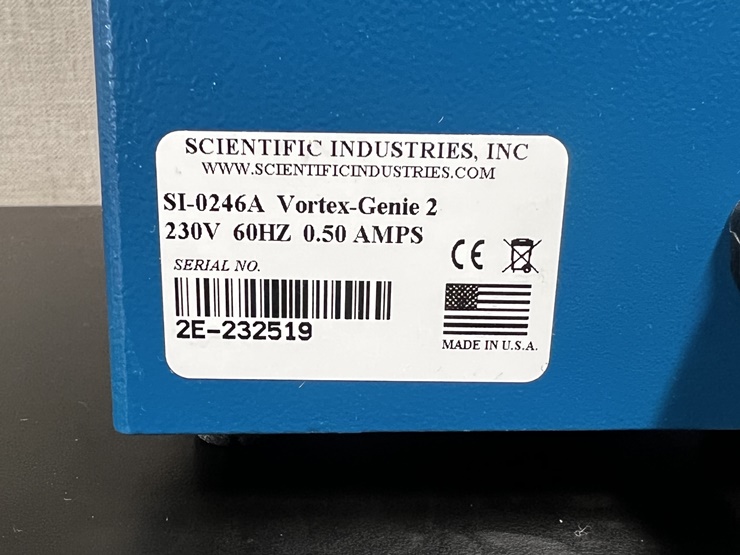 SCIENTIFIC INDUSTRIES, INC
WWW.SCIENTIFICINDUSTRIES.COM
SI-0246A Vortex-Genie 2
230V 60HZ 0.50 AMPS
SERIAL NO.
2E-232519
CE
MADE IN U.S.A.